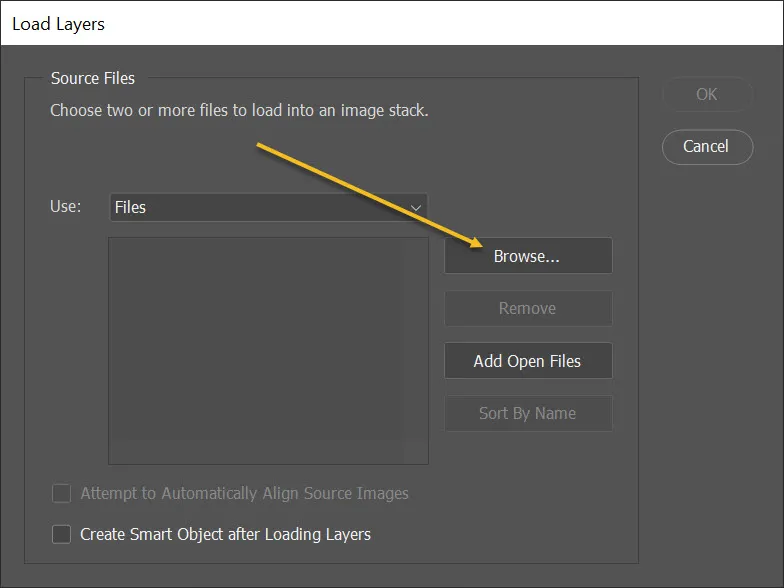 Load Layers
Source Files
OK
Choose two or more files to load into an image stack.
Cancel
Use:
Files
Browse...
Remove
Add Open Files
Sort By Name
Attempt to Automatically Align Source Images
Create Smart Object after Loading Layers